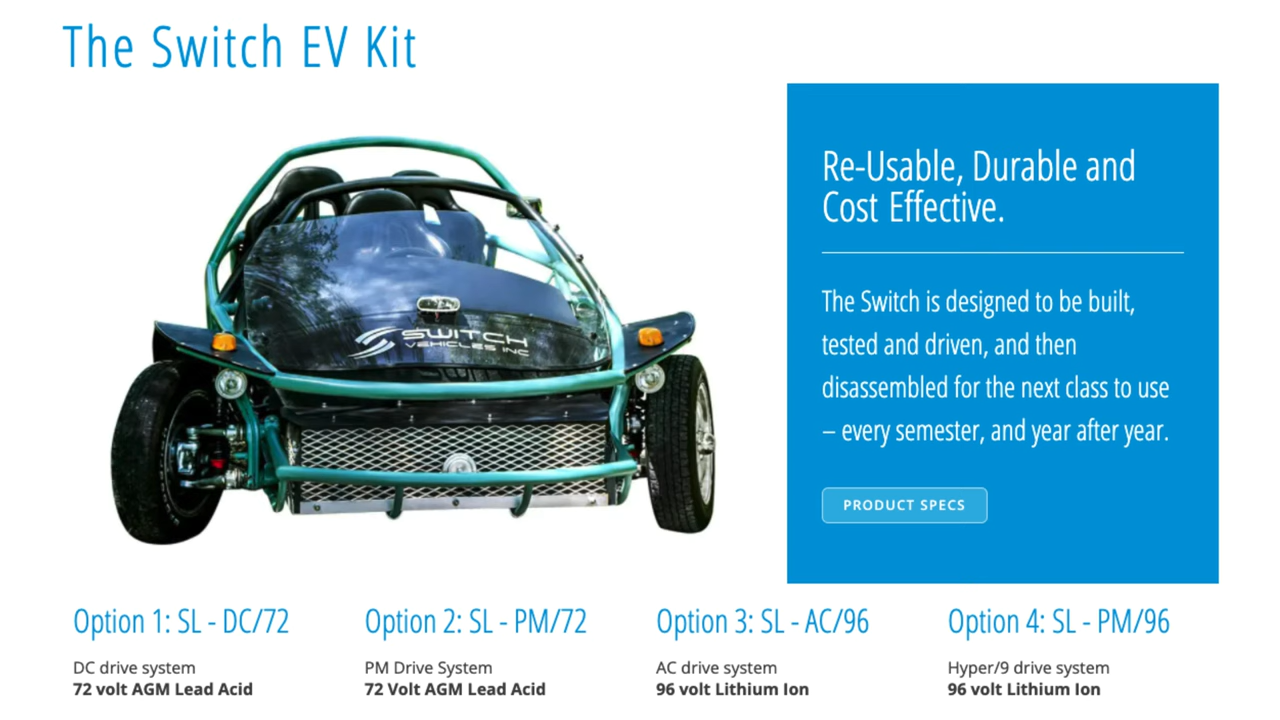 The Switch EV Kit
SWITCH
VEHICLES INC
Re-Usable, Durable and
Cost Effective.
The Switch is designed to be built,
tested and driven, and then
disassembled for the next class to use
– every semester, and year after year.
PRODUCT SPECS
Option 1: SL - DC/72
DC drive system
72 volt AGM Lead Acid
Option 2: SL - PM/72
PM Drive System
72 Volt AGM Lead Acid
Option 3: SL - AC/96
AC drive system
96 volt Lithium Ion
Option 4: SL - PM/96
Hyper/9 drive system
96 volt Lithium Ion